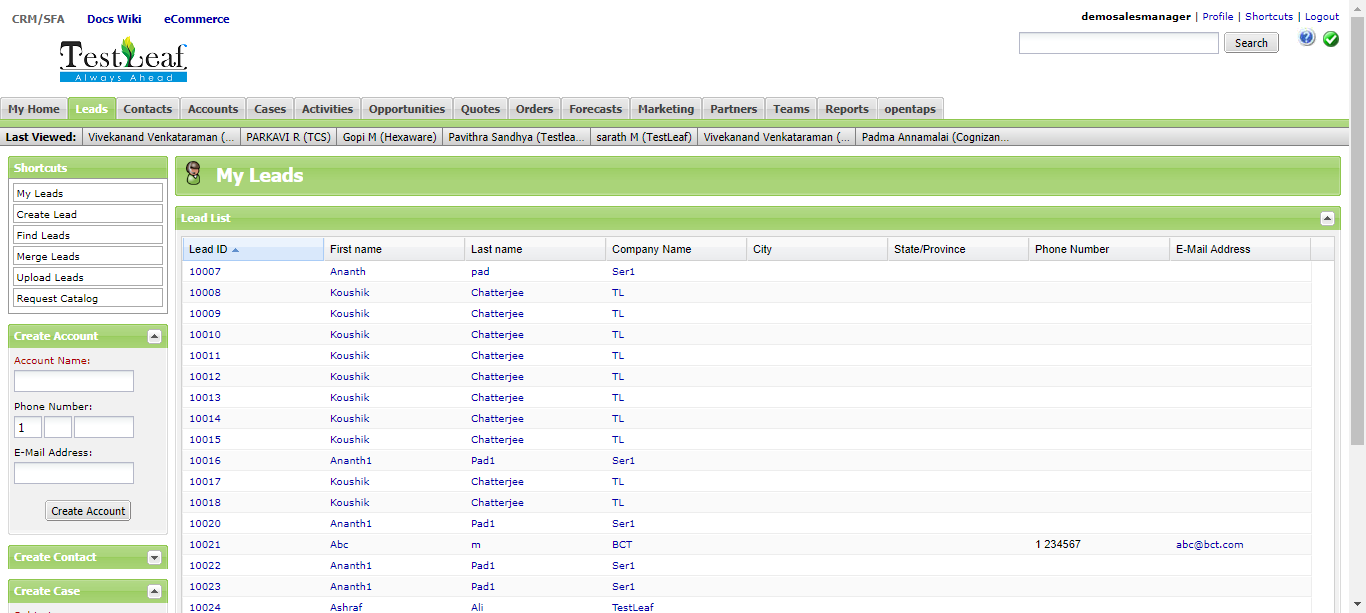 CRM/SFA Docs Wiki eCommerce
demosalesmanager | Profile | Shortcuts | Logout
TestLeaf
Always Ahead
Search
My Home Leads Contacts Accounts Cases Activities Opportunities Quotes Orders Forecasts Marketing Partners Teams Reports opentaps
Last Viewed: Vivekanand Venkataraman (... PARKAVI R (TCS) Gopi M (Hexaware) Pavithra Sandhya (Testlea... sarath M (TestLeaf) Vivekanand Venkataraman (... Padma Annamalai (Cognizan...
Shortcuts
My Leads
Create Lead
Find Leads
Merge Leads
Upload Leads
Request Catalog
Create Account
Account Name:
Phone Number:
1
E-Mail Address:
Create Account
Create Contact
Create Case
My Leads
Lead List
Lead ID First name Last name Company Name City State/Province Phone Number E-Mail Address
10007 Ananth pad Ser1
10008 Koushik Chatterjee TL
10009 Koushik Chatterjee TL
10010 Koushik Chatterjee TL
10011 Koushik Chatterjee TL
10012 Koushik Chatterjee TL
10013 Koushik Chatterjee TL
10014 Koushik Chatterjee TL
10015 Koushik Chatterjee TL
10016 Ananth1 Pad1 Ser1
10017 Koushik Chatterjee TL
10018 Koushik Chatterjee TL
10020 Ananth1 Pad1 Ser1
10021 Abc m BCT 1 234567 abc@bct.com
10022 Ananth1 Pad1 Ser1
10023 Ananth1 Pad1 Ser1
10024 Ashraf Ali TestLeaf